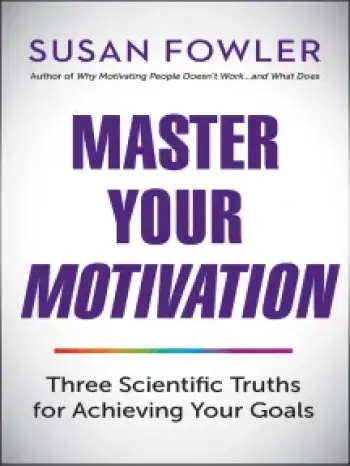 SUSAN FOWLER
Author of Why Motivating People Doesn't Work...and What Does
MASTER
YOUR
MOTIVATION
Three Scientific Truths
for Achieving Your Goals